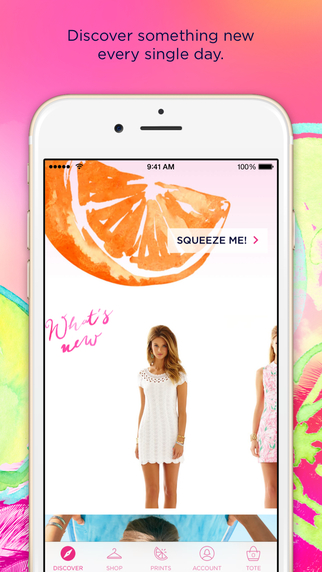 Discover something new
every single day.
9:41 AM
100%
SQUEEZE ME!
What's
new
DISCOVER
SHOP
PRINTS
ACCOUNT
TOTE